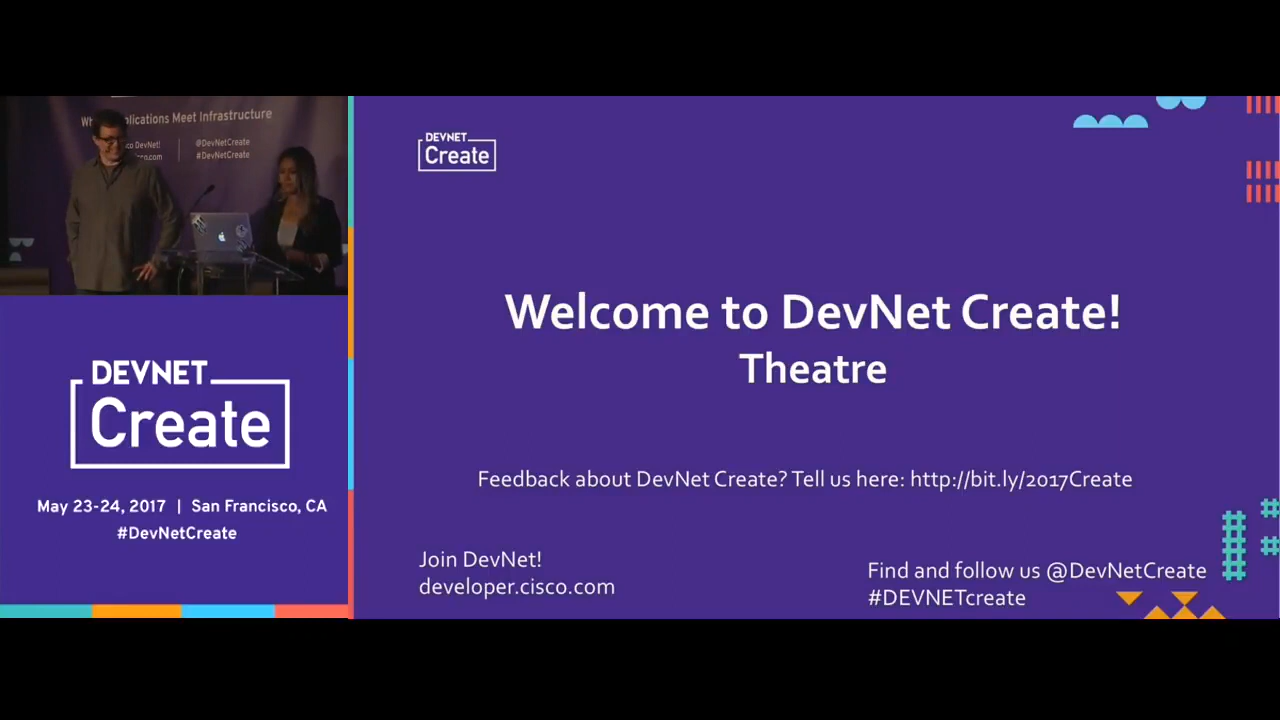 Applications Meet Infrastructure
DevNet!
@DevNetCreate
#DevNetCreate
DEVNET
Create
May 23-24, 2017 | San Francisco, CA
#DevNetCreate
DEVNET
Create
Welcome to DevNet Create!
Theatre
Feedback about DevNet Create? Tell us here: http://bit.ly/2017Create
Join DevNet!
developer.cisco.com
Find and follow us @DevNetCreate
#DEVNETcreate